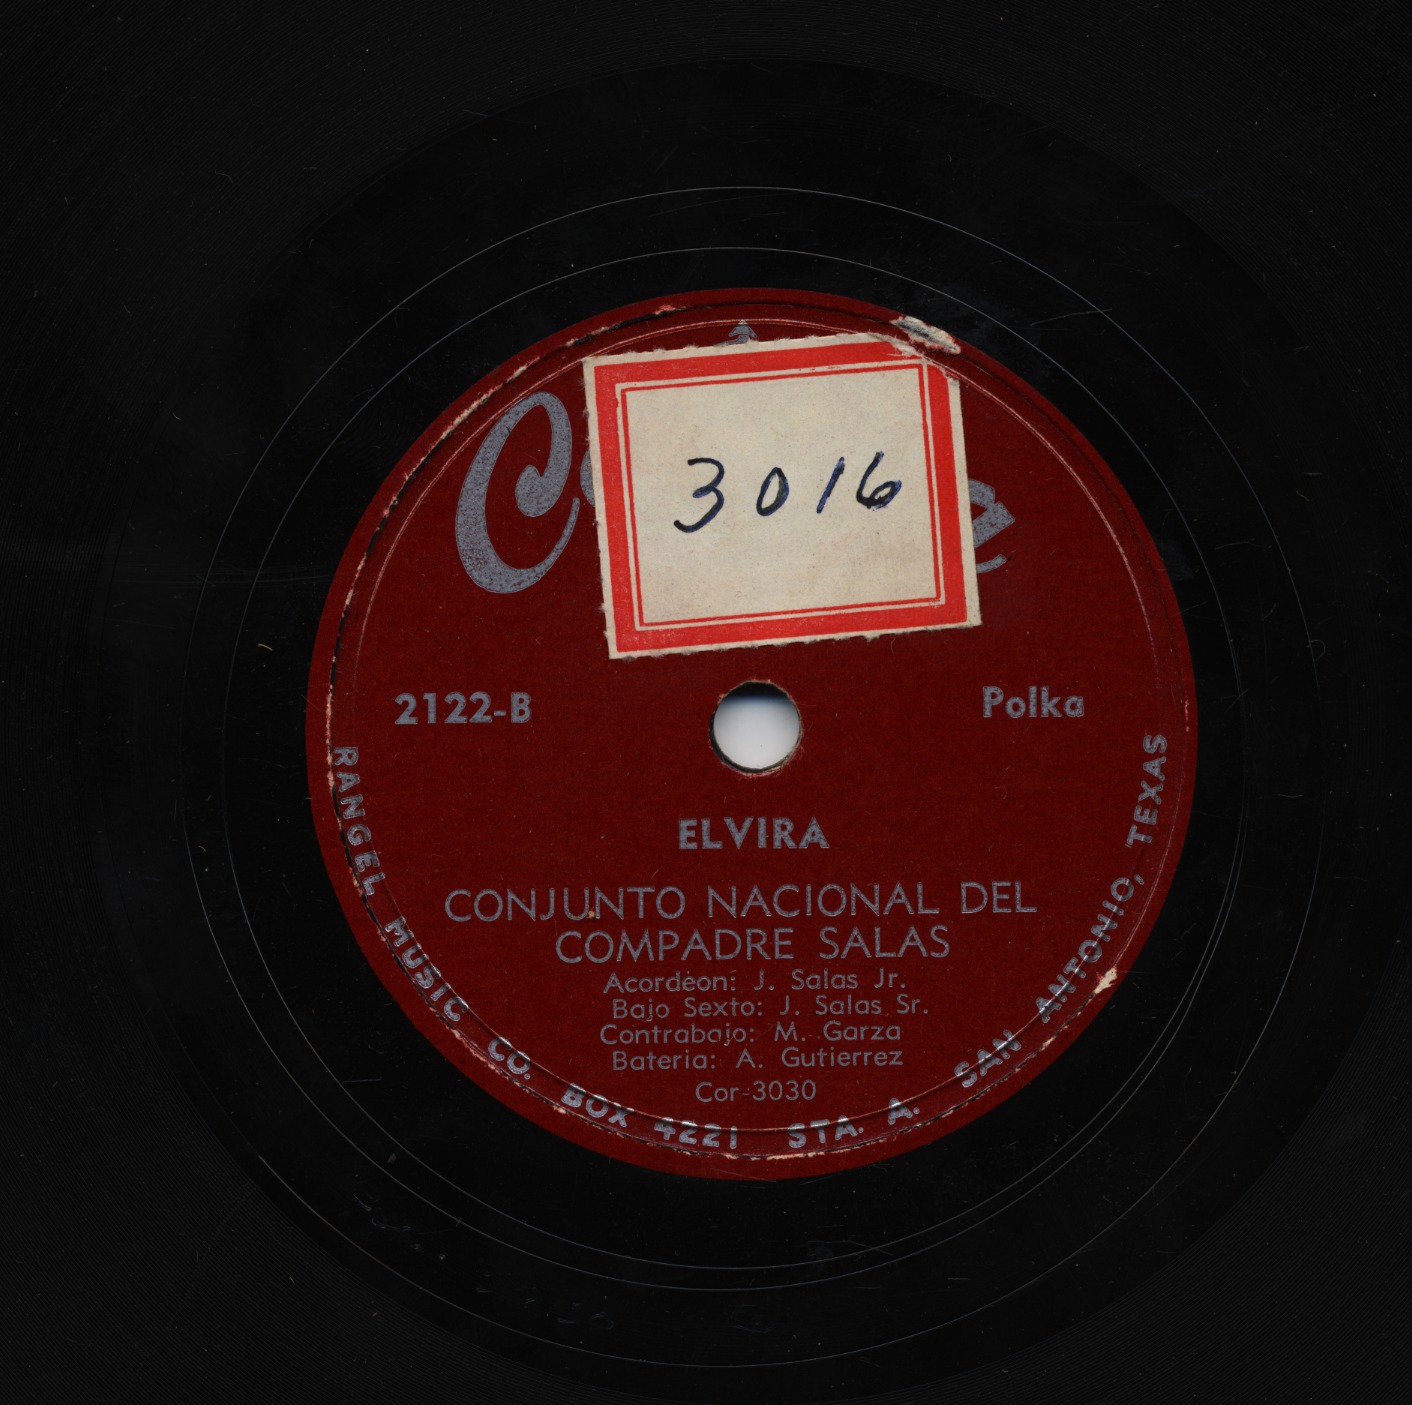 3016
2122-B
Polka
ELVIRA
CONJUNTO NACIONAL DEL
COMPADRE SALAS
Acordéon: J. Salas Jr.
Bajo Sexto: J. Salas Sr.
Contrabajo: M. Garza
Bateria: A. Gutierrez
Cor-3030
RANGEL MUSIC CO. BOX 4221 STA. A. SAN ANTONIO, TEXAS